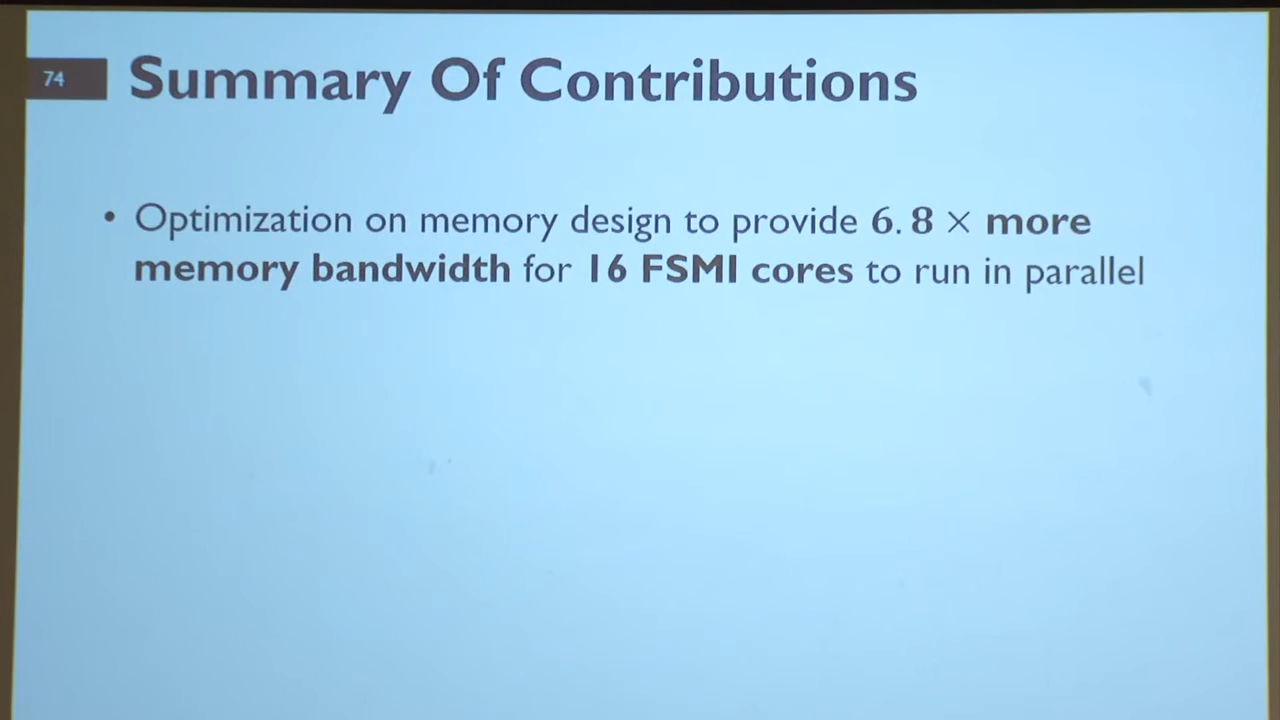 74
Summary Of Contributions
• Optimization on memory design to provide 6.8 × more
memory bandwidth for 16 FSMI cores to run in parallel